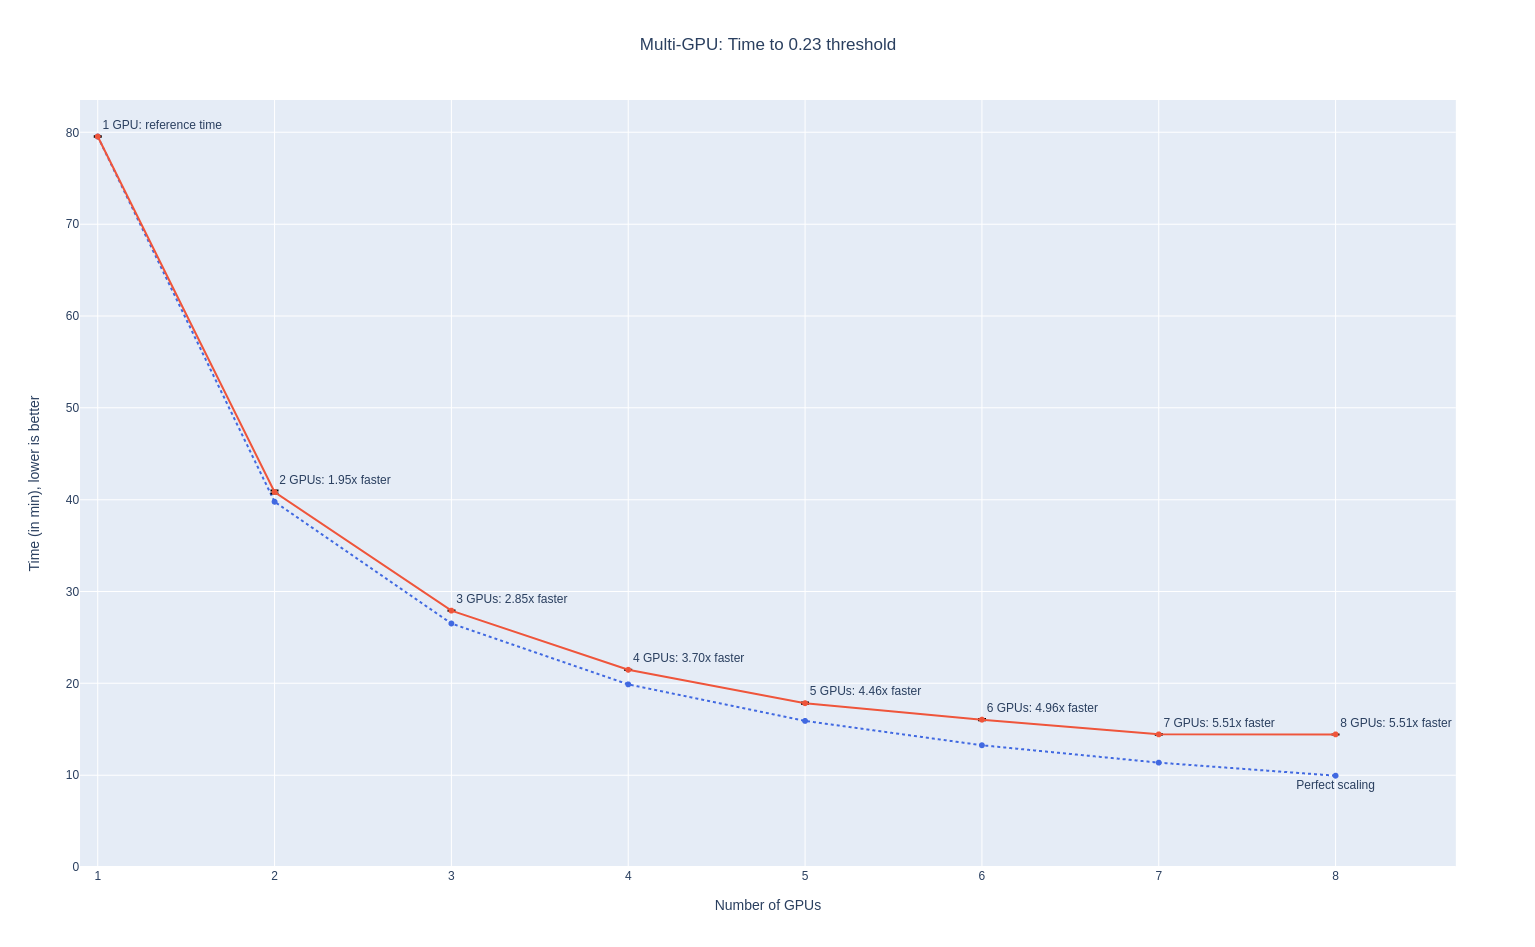 Multi-GPU: Time to 0.23 threshold
80
1 GPU: reference time
70
60
50
Time (in min), lower is better
40
2 GPUs: 1.95x faster
30
3 GPUs: 2.85x faster
4 GPUs: 3.70x faster
20
5 GPUs: 4.46x faster
6 GPUs: 4.96x faster
7 GPUs: 5.51x faster
8 GPUs: 5.51x faster
10
Perfect scaling
0
1 2 3 4 5 6 7 8
Number of GPUs